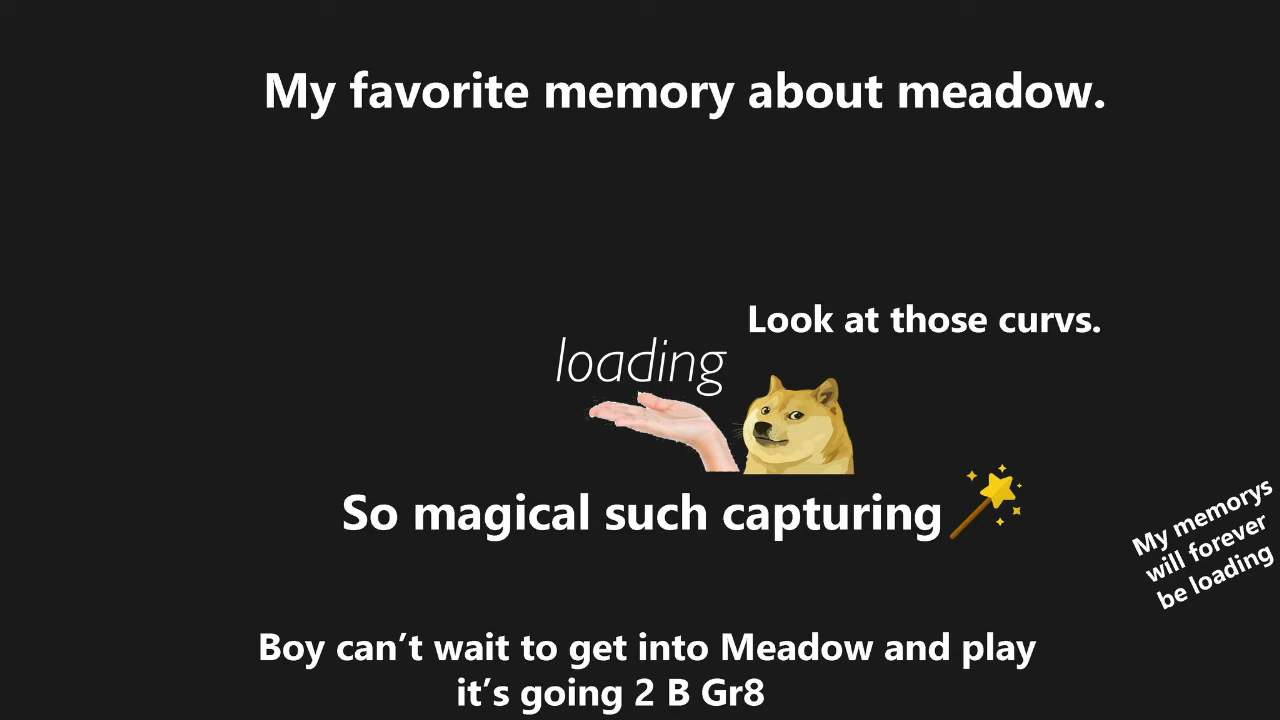 My favorite memory about meadow.
Look at those curvs.
loading
So magical such capturing
My memorys
will forever
be loading
Boy can’t wait to get into Meadow and play
it’s going 2 B Gr8